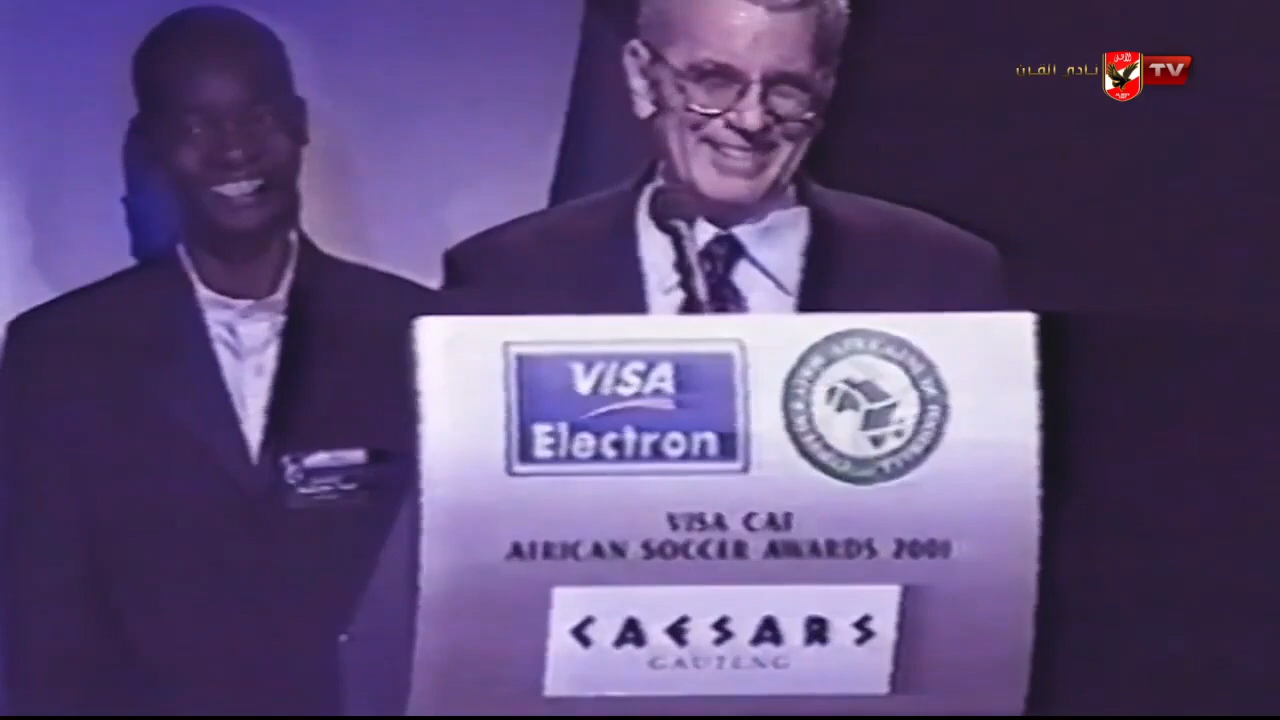 نادي القرن
TV
VISA
Electron
VISA CAF
AFRICAN SOCCER AWARDS 2001
CAESARS
GAUTENG